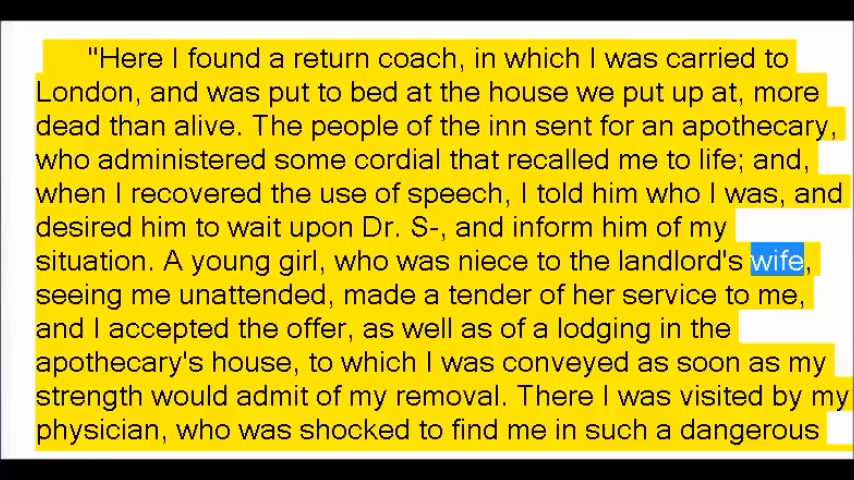 "Here I found a return coach, in which I was carried to
London, and was put to bed at the house we put up at, more
dead than alive. The people of the inn sent for an apothecary,
who administered some cordial that recalled me to life; and,
when I recovered the use of speech, I told him who I was, and
desired him to wait upon Dr. S-, and inform him of my
situation. A young girl, who was niece to the landlord's wife,
seeing me unattended, made a tender of her service to me,
and I accepted the offer, as well as of a lodging in the
apothecary's house, to which I was conveyed as soon as my
strength would admit of my removal. There I was visited by my
physician, who was shocked to find me in such a dangerous